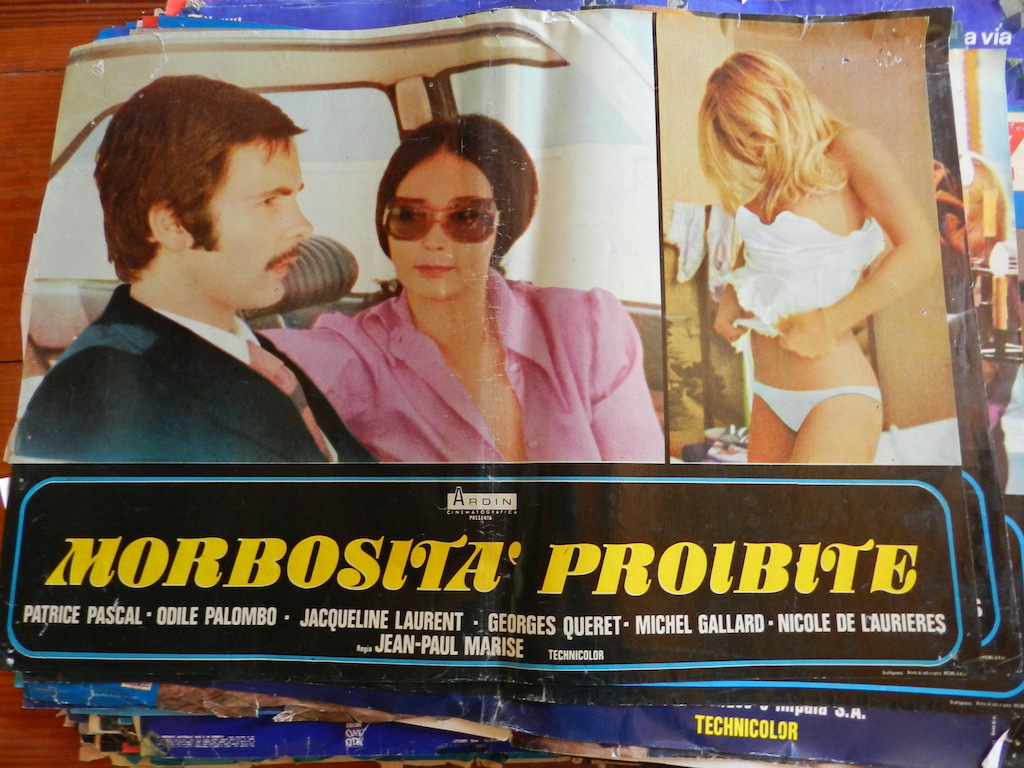 a via
ARDIN
CINEMATOGRAFICA
PRESENTA
MORBOSITA' PROIBITE
PATRICE PASCAL · ODILE PALOMBO · JACQUELINE LAURENT · GEORGES QUERET · MICHEL GALLARD · NICOLE DE LAURIERES
Regia JEAN-PAUL MARISE TECHNICOLOR
S.A.
TECHNICOLOR